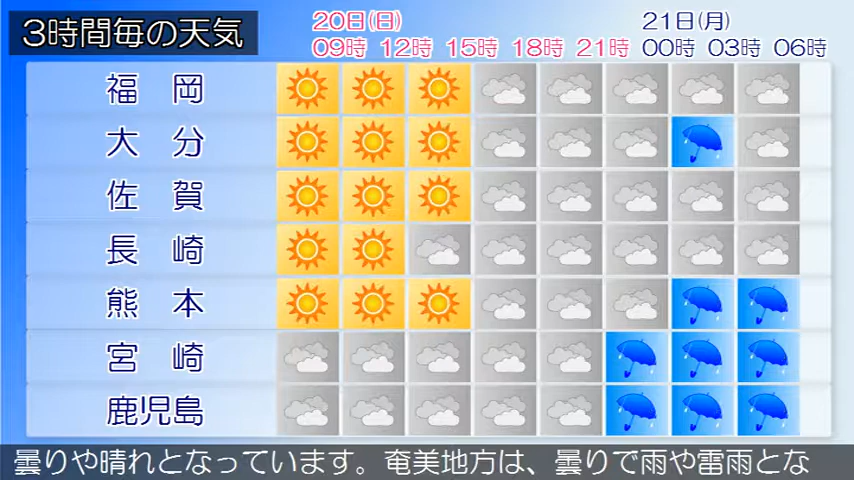 3時間毎の天気
20日(日) 21日(月)
09時 12時 15時 18時 21時 00時 03時 06時
福岡
大分
佐賀
長崎
熊本
宮崎
鹿児島
曇りや晴れとなっています。奄美地方は、曇りで雨や雷雨とな